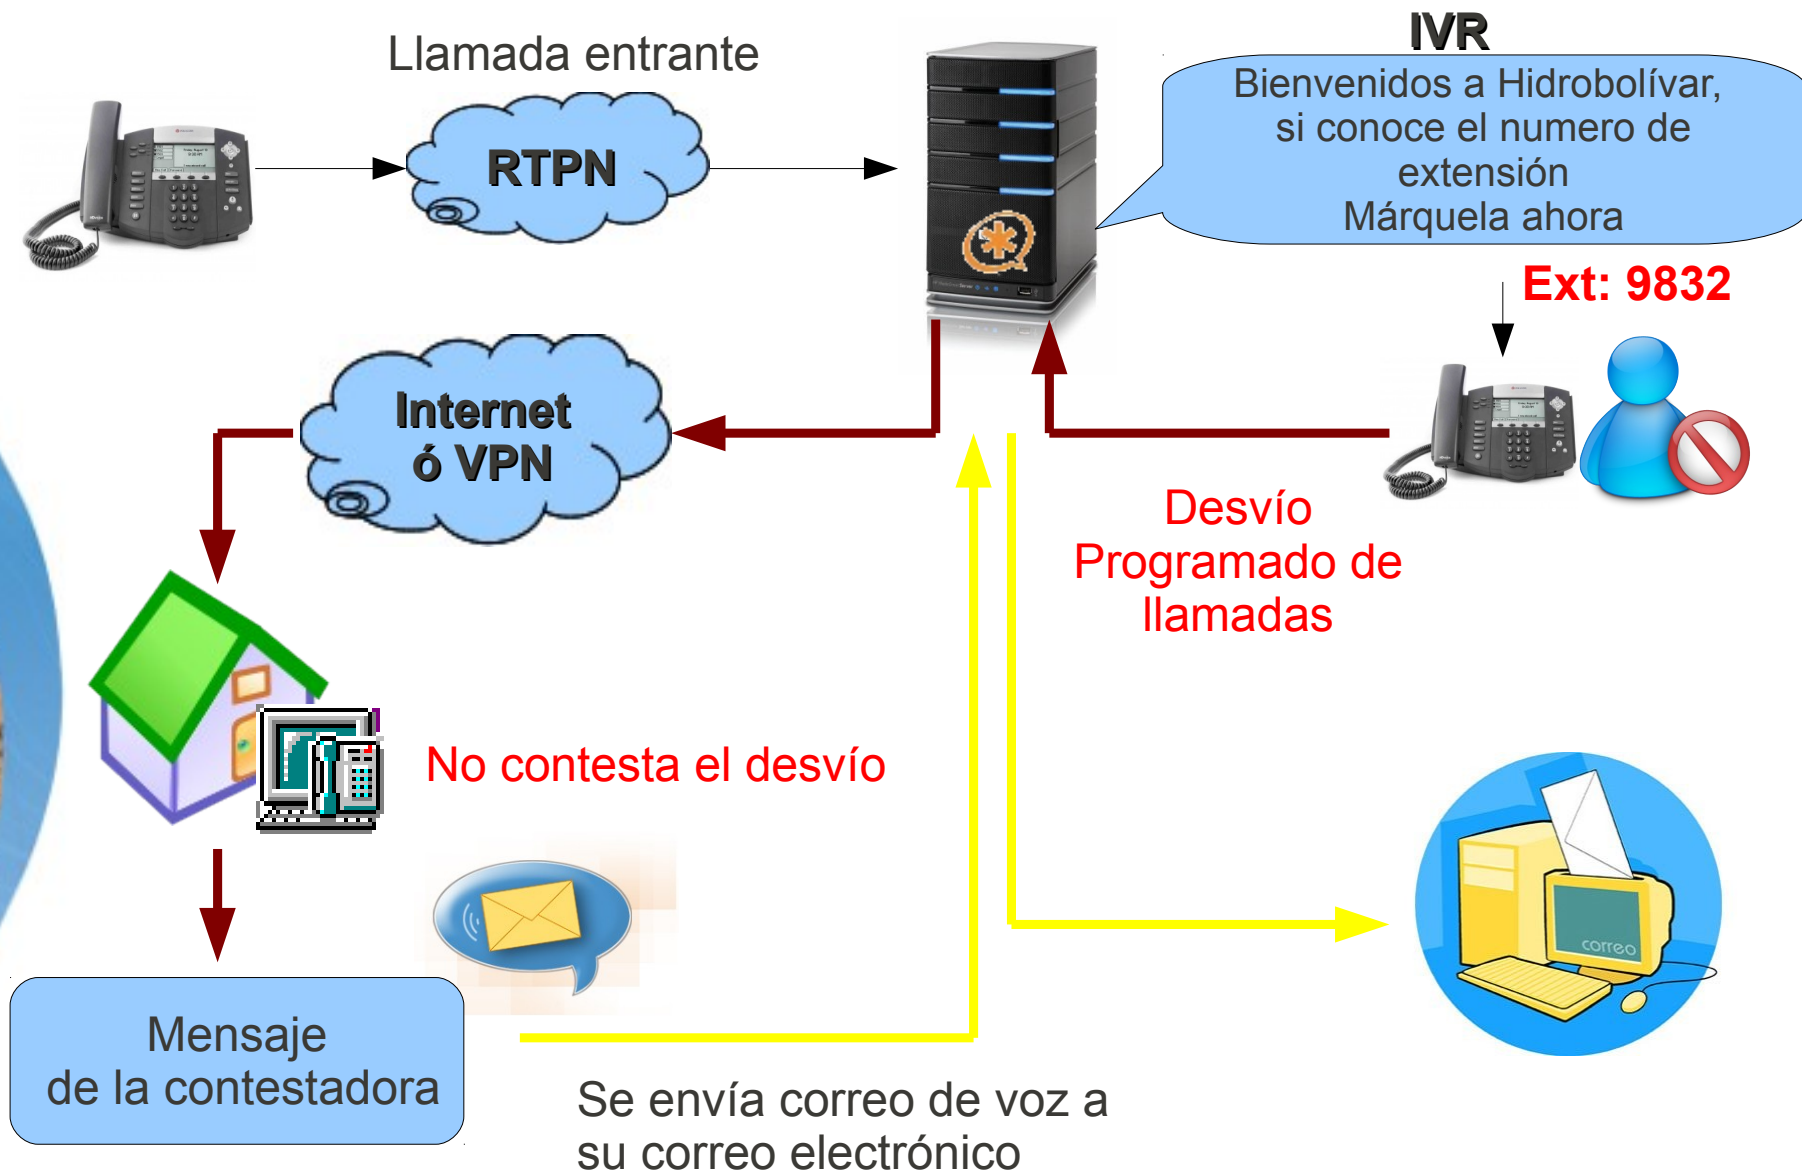 IVR
Llamada entrante
Bienvenidos a Hidrobolívar,
si conoce el numero de
extensión
Márquela ahora
RTPN
Ext: 9832
Internet
ó VPN
Desvío
Programado de
llamadas
No contesta el desvío
correo
Mensaje
de la contestadora
Se envía correo de voz a
su correo electrónico